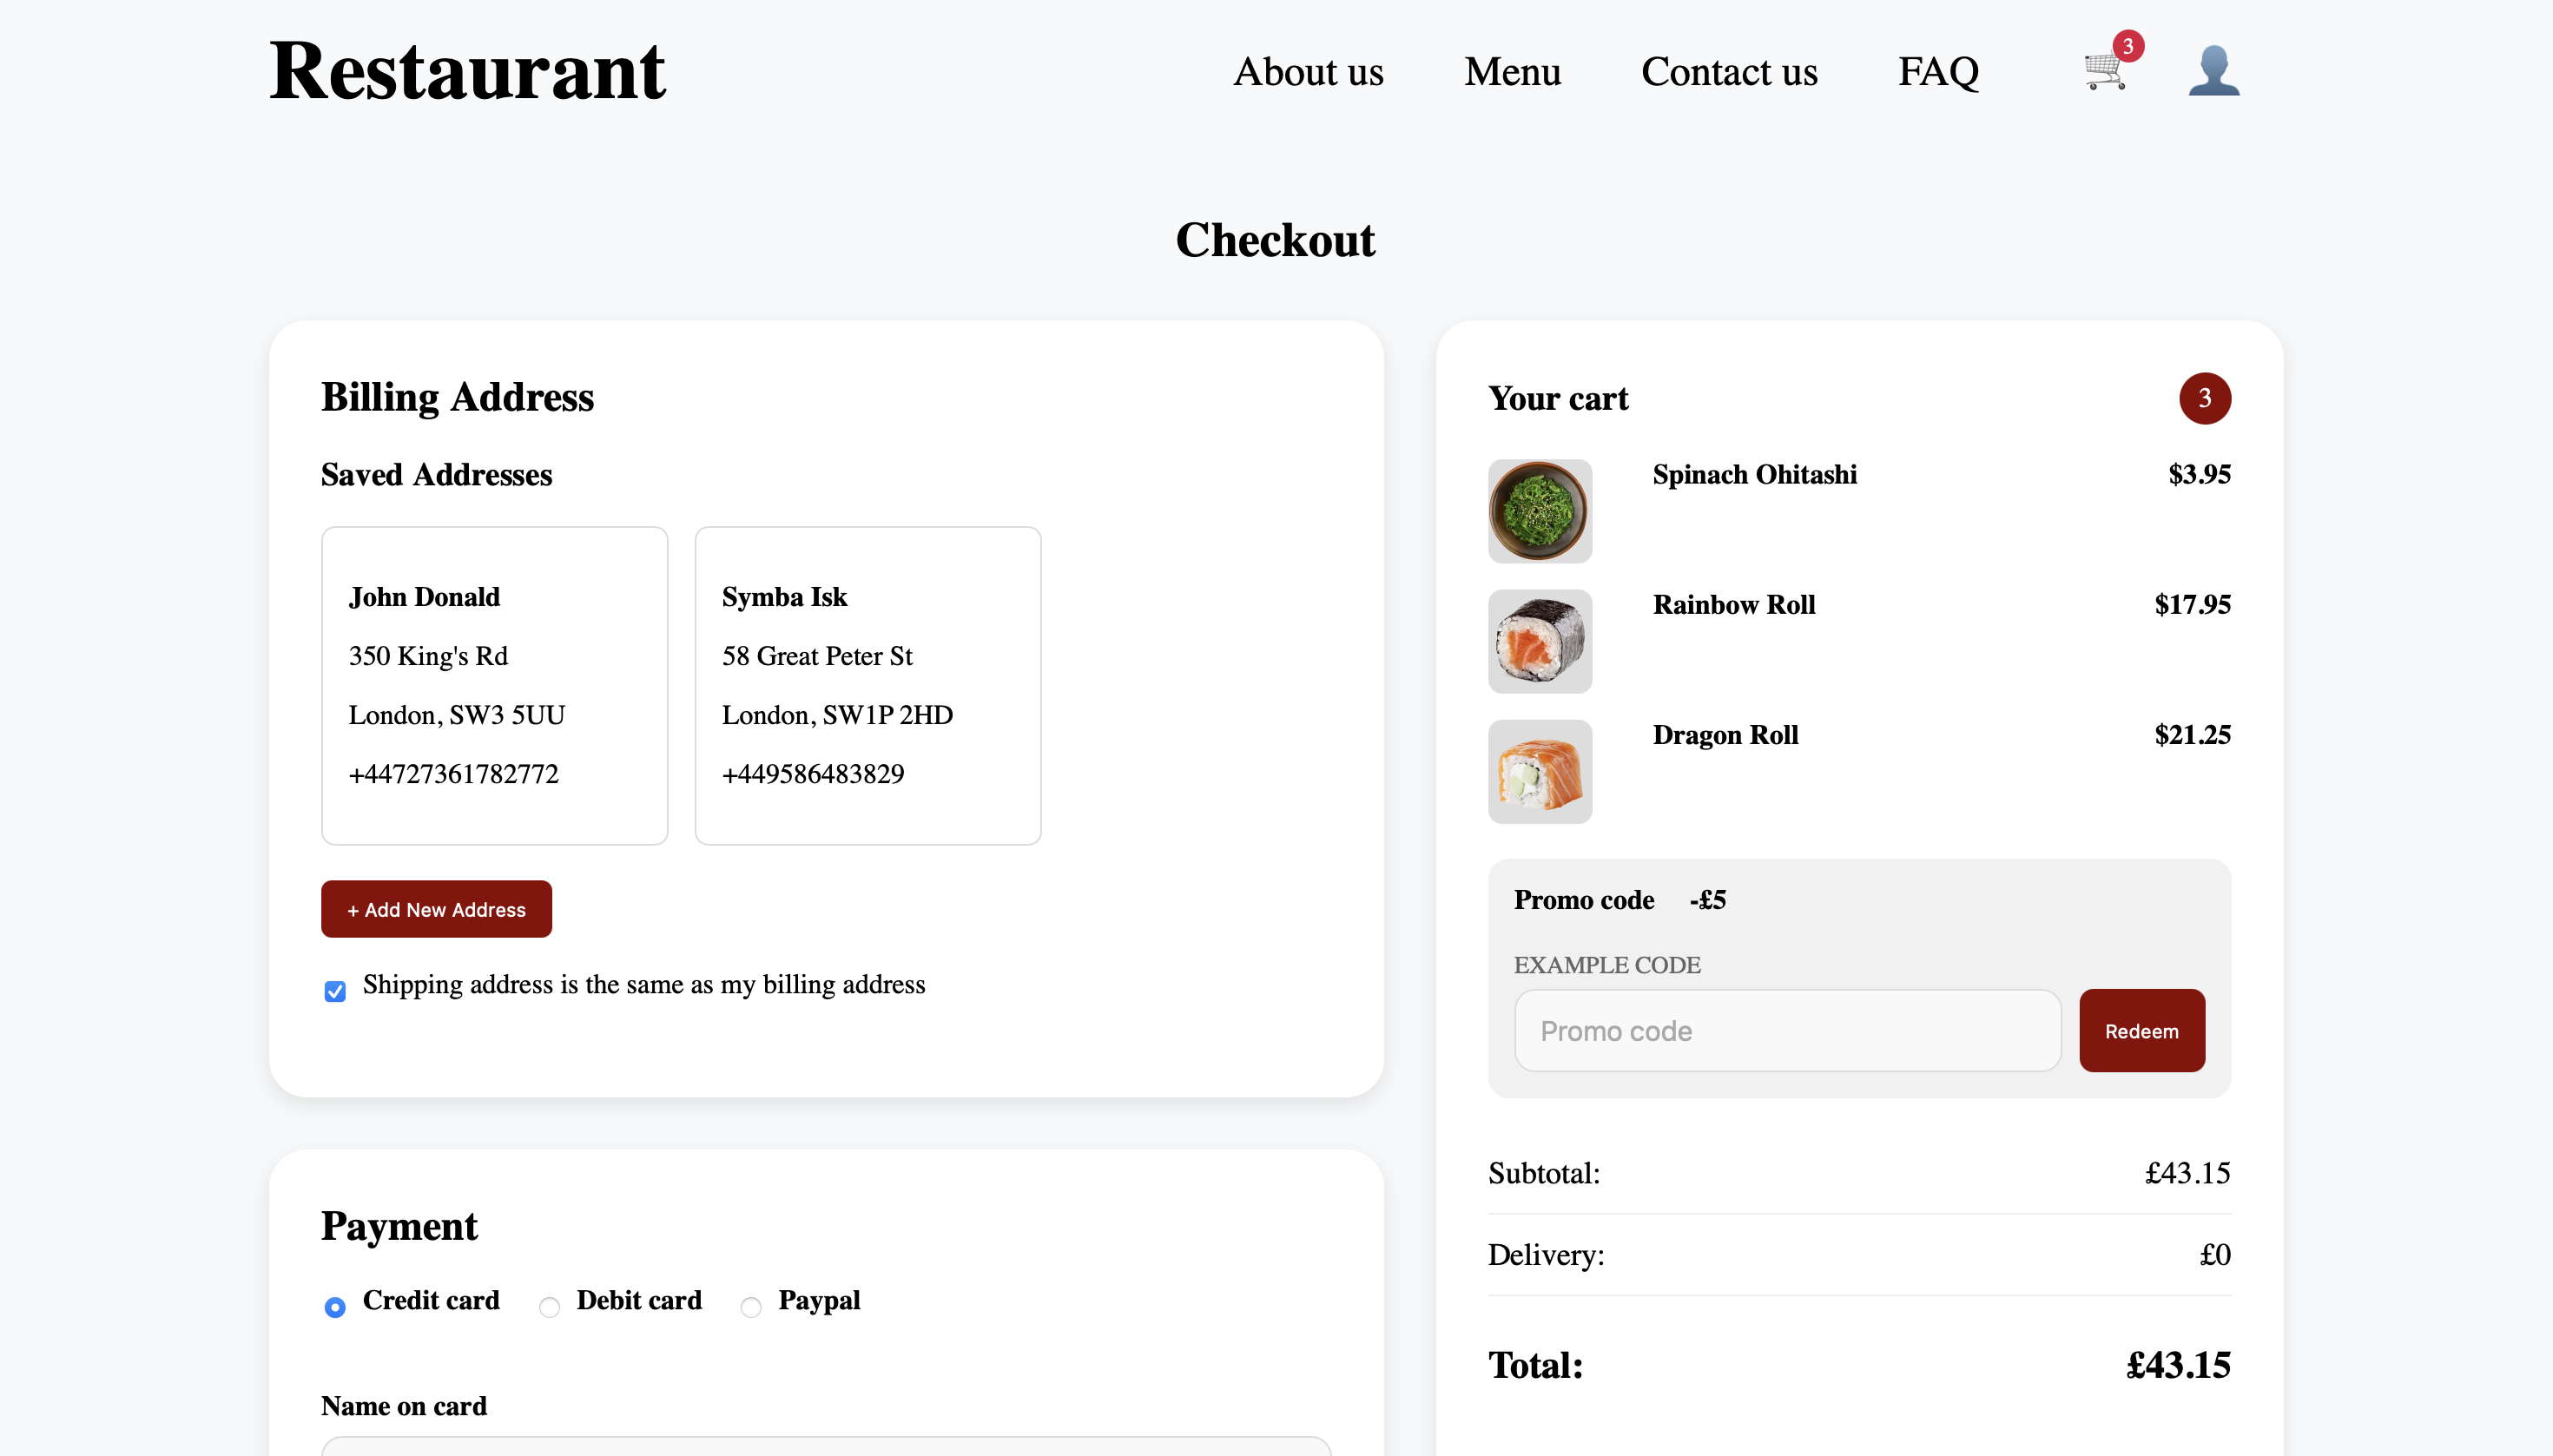 Restaurant
About us
Menu
Contact us
FAQ
3
Checkout
Billing Address
Saved Addresses
John Donald
350 King's Rd
London, SW3 5UU
+44727361782772
Symba Isk
58 Great Peter St
London, SW1P 2HD
+449586483829
+ Add New Address
Shipping address is the same as my billing address
Payment
Credit card
Debit card
Paypal
Name on card
Your cart
3
Spinach Ohitashi
$3.95
Rainbow Roll
$17.95
Dragon Roll
$21.25
Promo code -£5
EXAMPLE CODE
Promo code
Redeem
Subtotal: £43.15
Delivery: £0
Total: £43.15